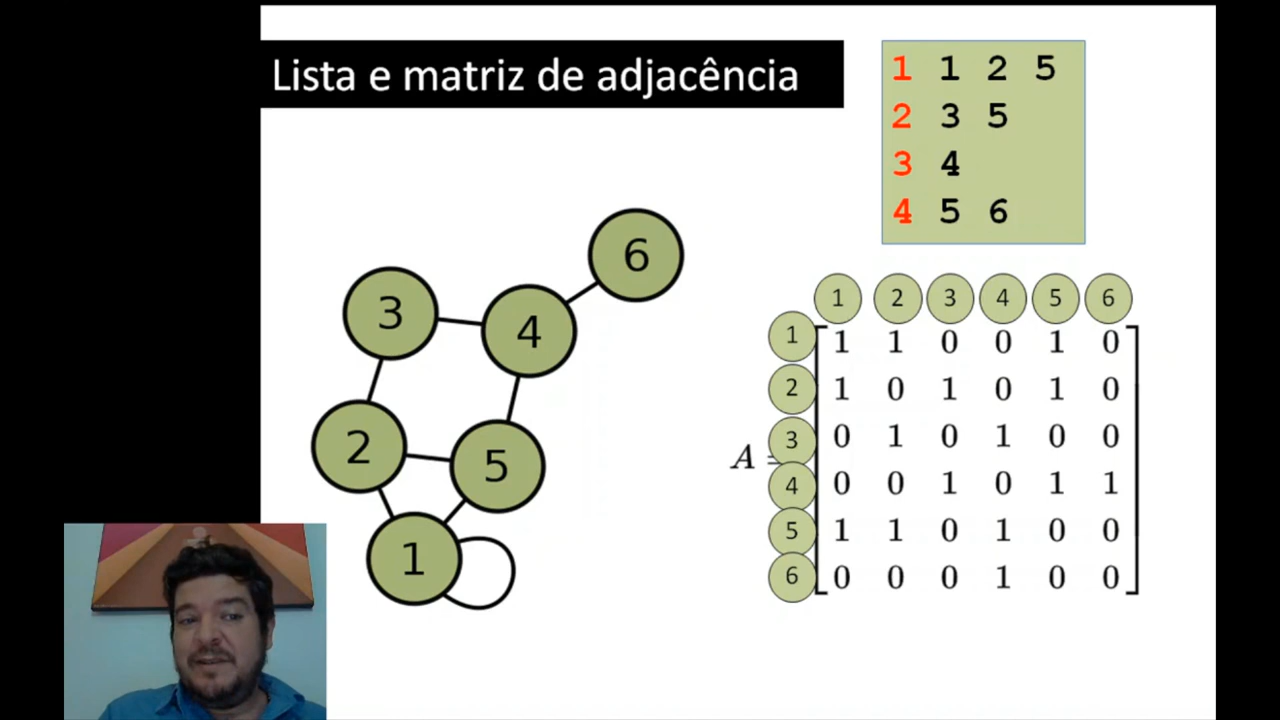 Lista e matriz de adjacência
1 1 2 5
2 3 5
3 4
4 5 6
6
3
4
2
5
1
1 2 3 4 5 6
1 1 1 0 0 1 0
2 1 0 1 0 1 0
3 0 1 0 1 0 0
A =
4 0 0 1 0 1 1
5 1 1 0 1 0 0
6 0 0 0 1 0 0